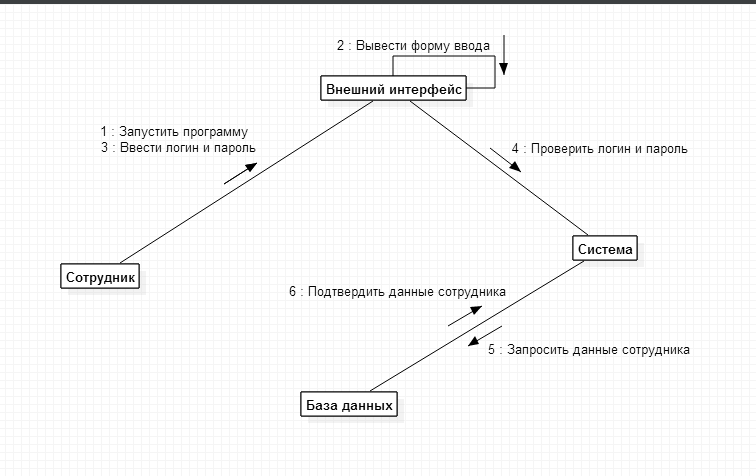 2 : Вывести форму ввода
Внешний интерфейс
1 : Запустить программу
3 : Ввести логин и пароль
4 : Проверить логин и пароль
Система
Сотрудник
6 : Подтвердить данные сотрудника
5 : Запросить данные сотрудника
База данных